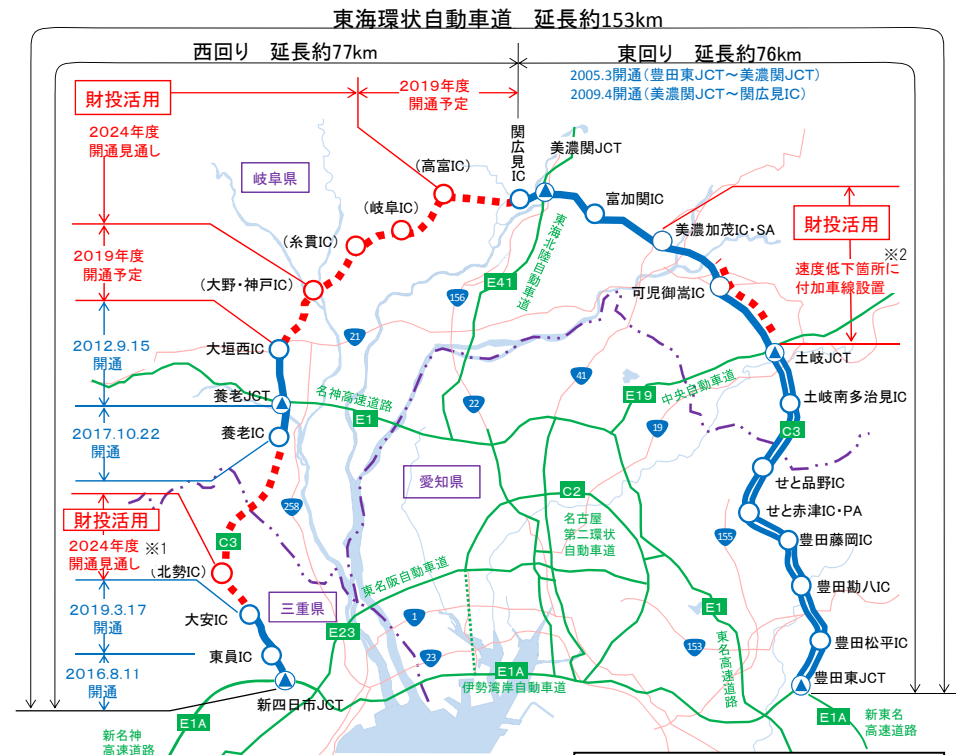 東海環状自動車道　延長約153km
西回り　延長約77km
東回り　延長約76km
2005.3開通(豊田東JCT～美濃関JCT)
2009.4開通(美濃関JCT～関広見IC)
財投活用
2019年度
開通予定
2024年度
開通見通し
関広見IC
美濃関JCT
岐阜県
(高富IC)
富加関IC
(岐阜IC)
美濃加茂IC・SA
財投活用
(糸貫IC)
東海北陸自動車道
※2
速度低下箇所に
付加車線設置
2019年度
開通予定
(大野・神戸IC)
E41
156
可児御嵩IC
21
2012.9.15
開通
大垣西IC
土岐JCT
41
養老JCT
名神高速道路
E1
22
E19
中央自動車道
土岐南多治見IC
19
C3
2017.10.22
開通
養老IC
愛知県
せと品野IC
C2
財投活用
258
名古屋
第二環状
自動車道
せと赤津IC・PA
2024年度
開通見通し
※1
C3
155
豊田藤岡IC
(北勢IC)
東名阪自動車道
豊田勘八IC
2019.3.17
開通
大安IC
三重県
1
E1
E23
東名高速道路
豊田松平IC
153
東員IC
23
2016.8.11
開通
E1A
伊勢湾岸自動車道
豊田東JCT
新四日市JCT
E1A
新名神
高速道路
E1A
新東名
高速道路